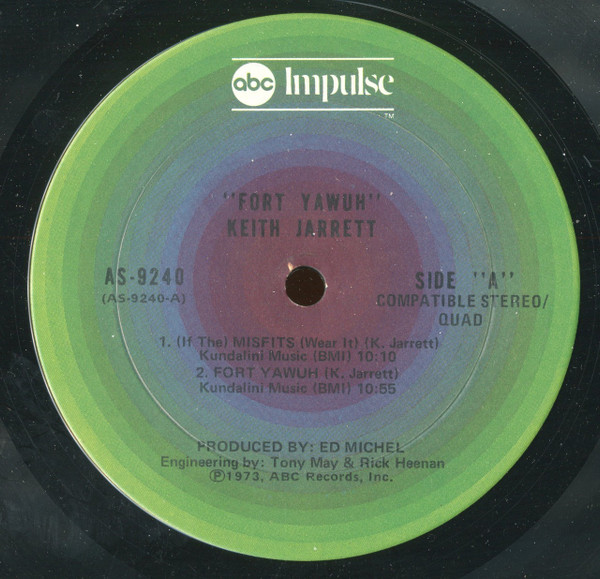 abc Impulse
TM
"FORT YAWUH"
KEITH JARRETT
AS-9240
(AS-9240-A)
SIDE "A"
COMPATIBLE STEREO/
QUAD
1. (If The) MISFITS (Wear It) (K. Jarrett)
Kundalini Music (BMI) 10:10
2. FORT YAWUH (K. Jarrett)
Kundalini Music (BMI) 10:55
PRODUCED BY: ED MICHEL
Engineering by: Tony May & Rick Heenan
Ⓟ1973, ABC Records, Inc.